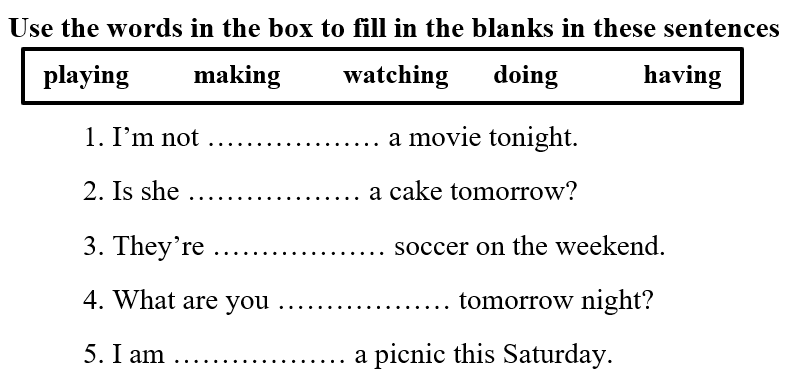 Use the words in the box to fill in the blanks in these sentences
playing making watching doing having
1. I’m not .................. a movie tonight.
2. Is she .................. a cake tomorrow?
3. They’re .................. soccer on the weekend.
4. What are you .................. tomorrow night?
5. I am .................. a picnic this Saturday.